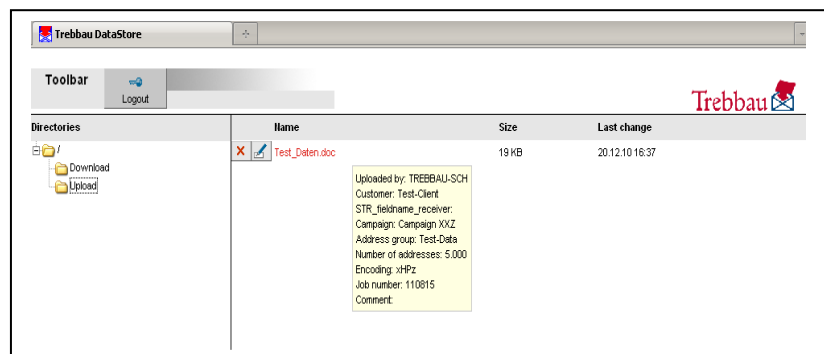 Trebbau DataStore
Toolbar
Logout
Trebbau
Directories Name Size Last change
/
Download
Upload
Test_Daten.doc 19 KB 20.12.10 16:37
Uploaded by: TREBBAU-SCH
Customer: Test-Client
STR_fieldname_receiver:
Campaign: Campaign XXZ
Address group: Test-Data
Number of addresses: 5.000
Encoding: xHPz
Job number: 110815
Comment: